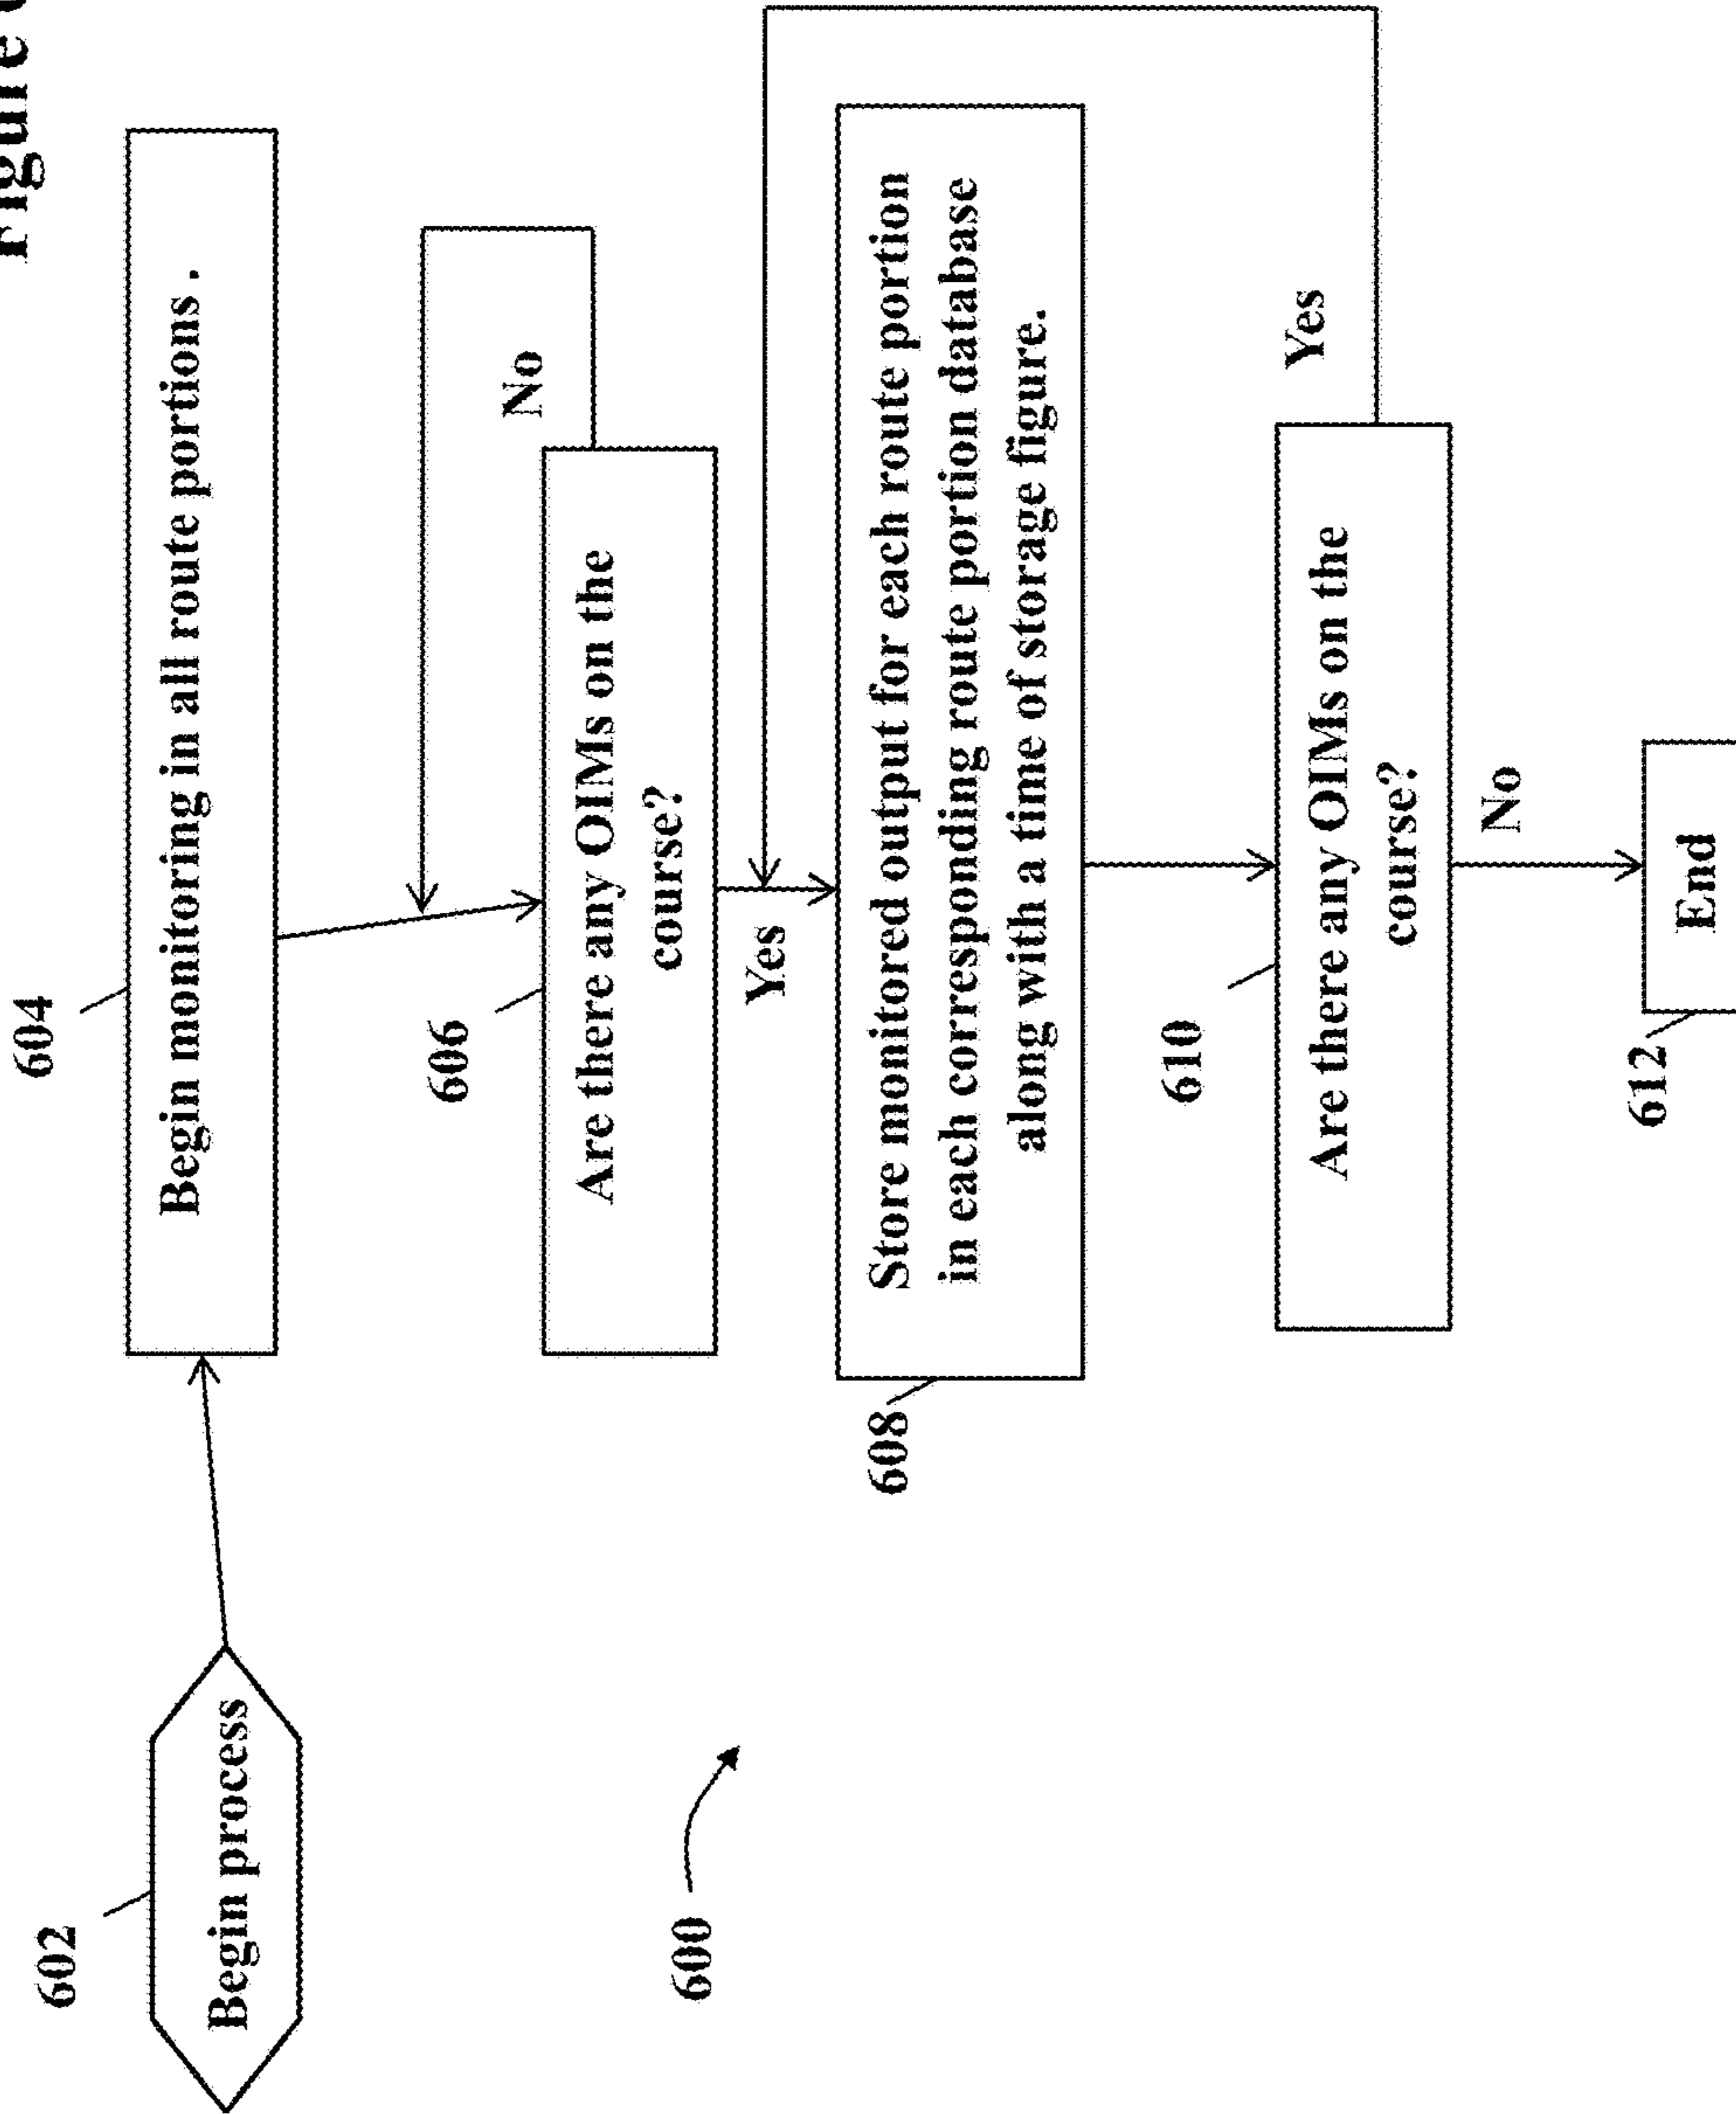 Figure
602
Begin process
604
Begin monitoring in all route portions .
606
Are there any OIMs on the
course?
No
Yes
608
Store monitored output for each route portion
in each corresponding route portion database
along with a time of storage figure.
610
Are there any OIMs on the
course?
Yes
No
612
End
600